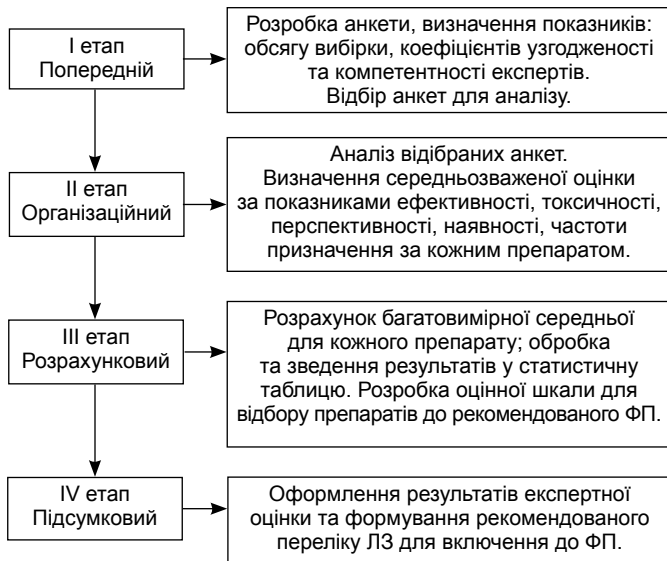 І етап
Попередній
Розробка анкети, визначення показників:
обсягу вибірки, коефіцієнтів узгодженості
та компетентності експертів.
Відбір анкет для аналізу.
ІІ етап
Організаційний
Аналіз відібраних анкет.
Визначення середньозваженої оцінки
за показниками ефективності, токсичності,
перспективності, наявності, частоти
призначення за кожним препаратом.
ІІІ етап
Розрахунковий
Розрахунок багатовимірної середньої
для кожного препарату; обробка
та зведення результатів у статистичну
таблицю. Розробка оцінної шкали для
відбору препаратів до рекомендованого ФП.
IV етап
Підсумковий
Оформлення результатів експертної
оцінки та формування рекомендованого
переліку ЛЗ для включення до ФП.